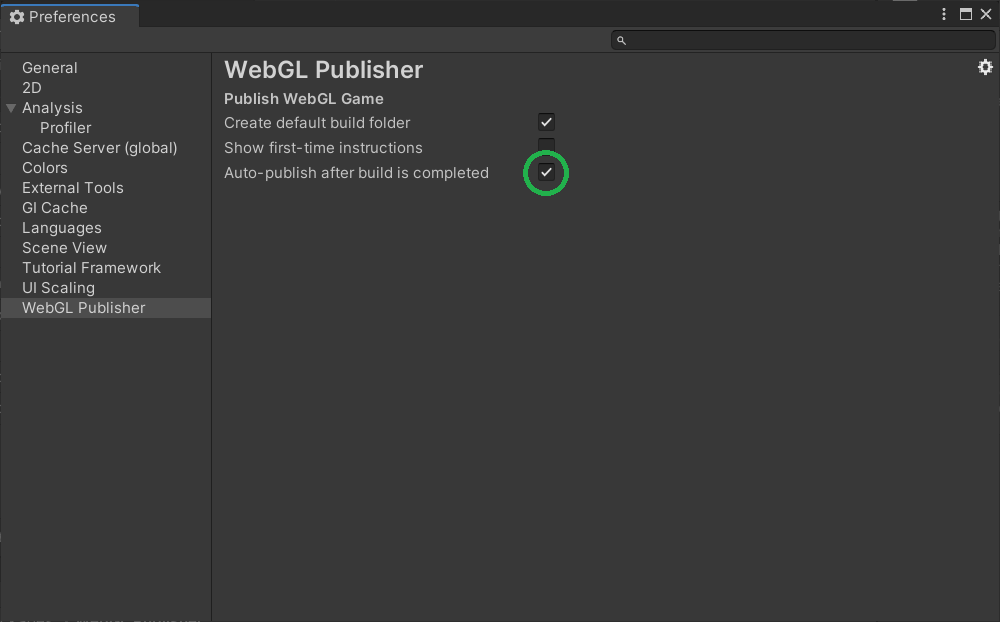 Preferences
General
2D
Analysis
Profiler
Cache Server (global)
Colors
External Tools
GI Cache
Languages
Scene View
Tutorial Framework
UI Scaling
WebGL Publisher
WebGL Publisher
Publish WebGL Game
Create default build folder
Show first-time instructions
Auto-publish after build is completed